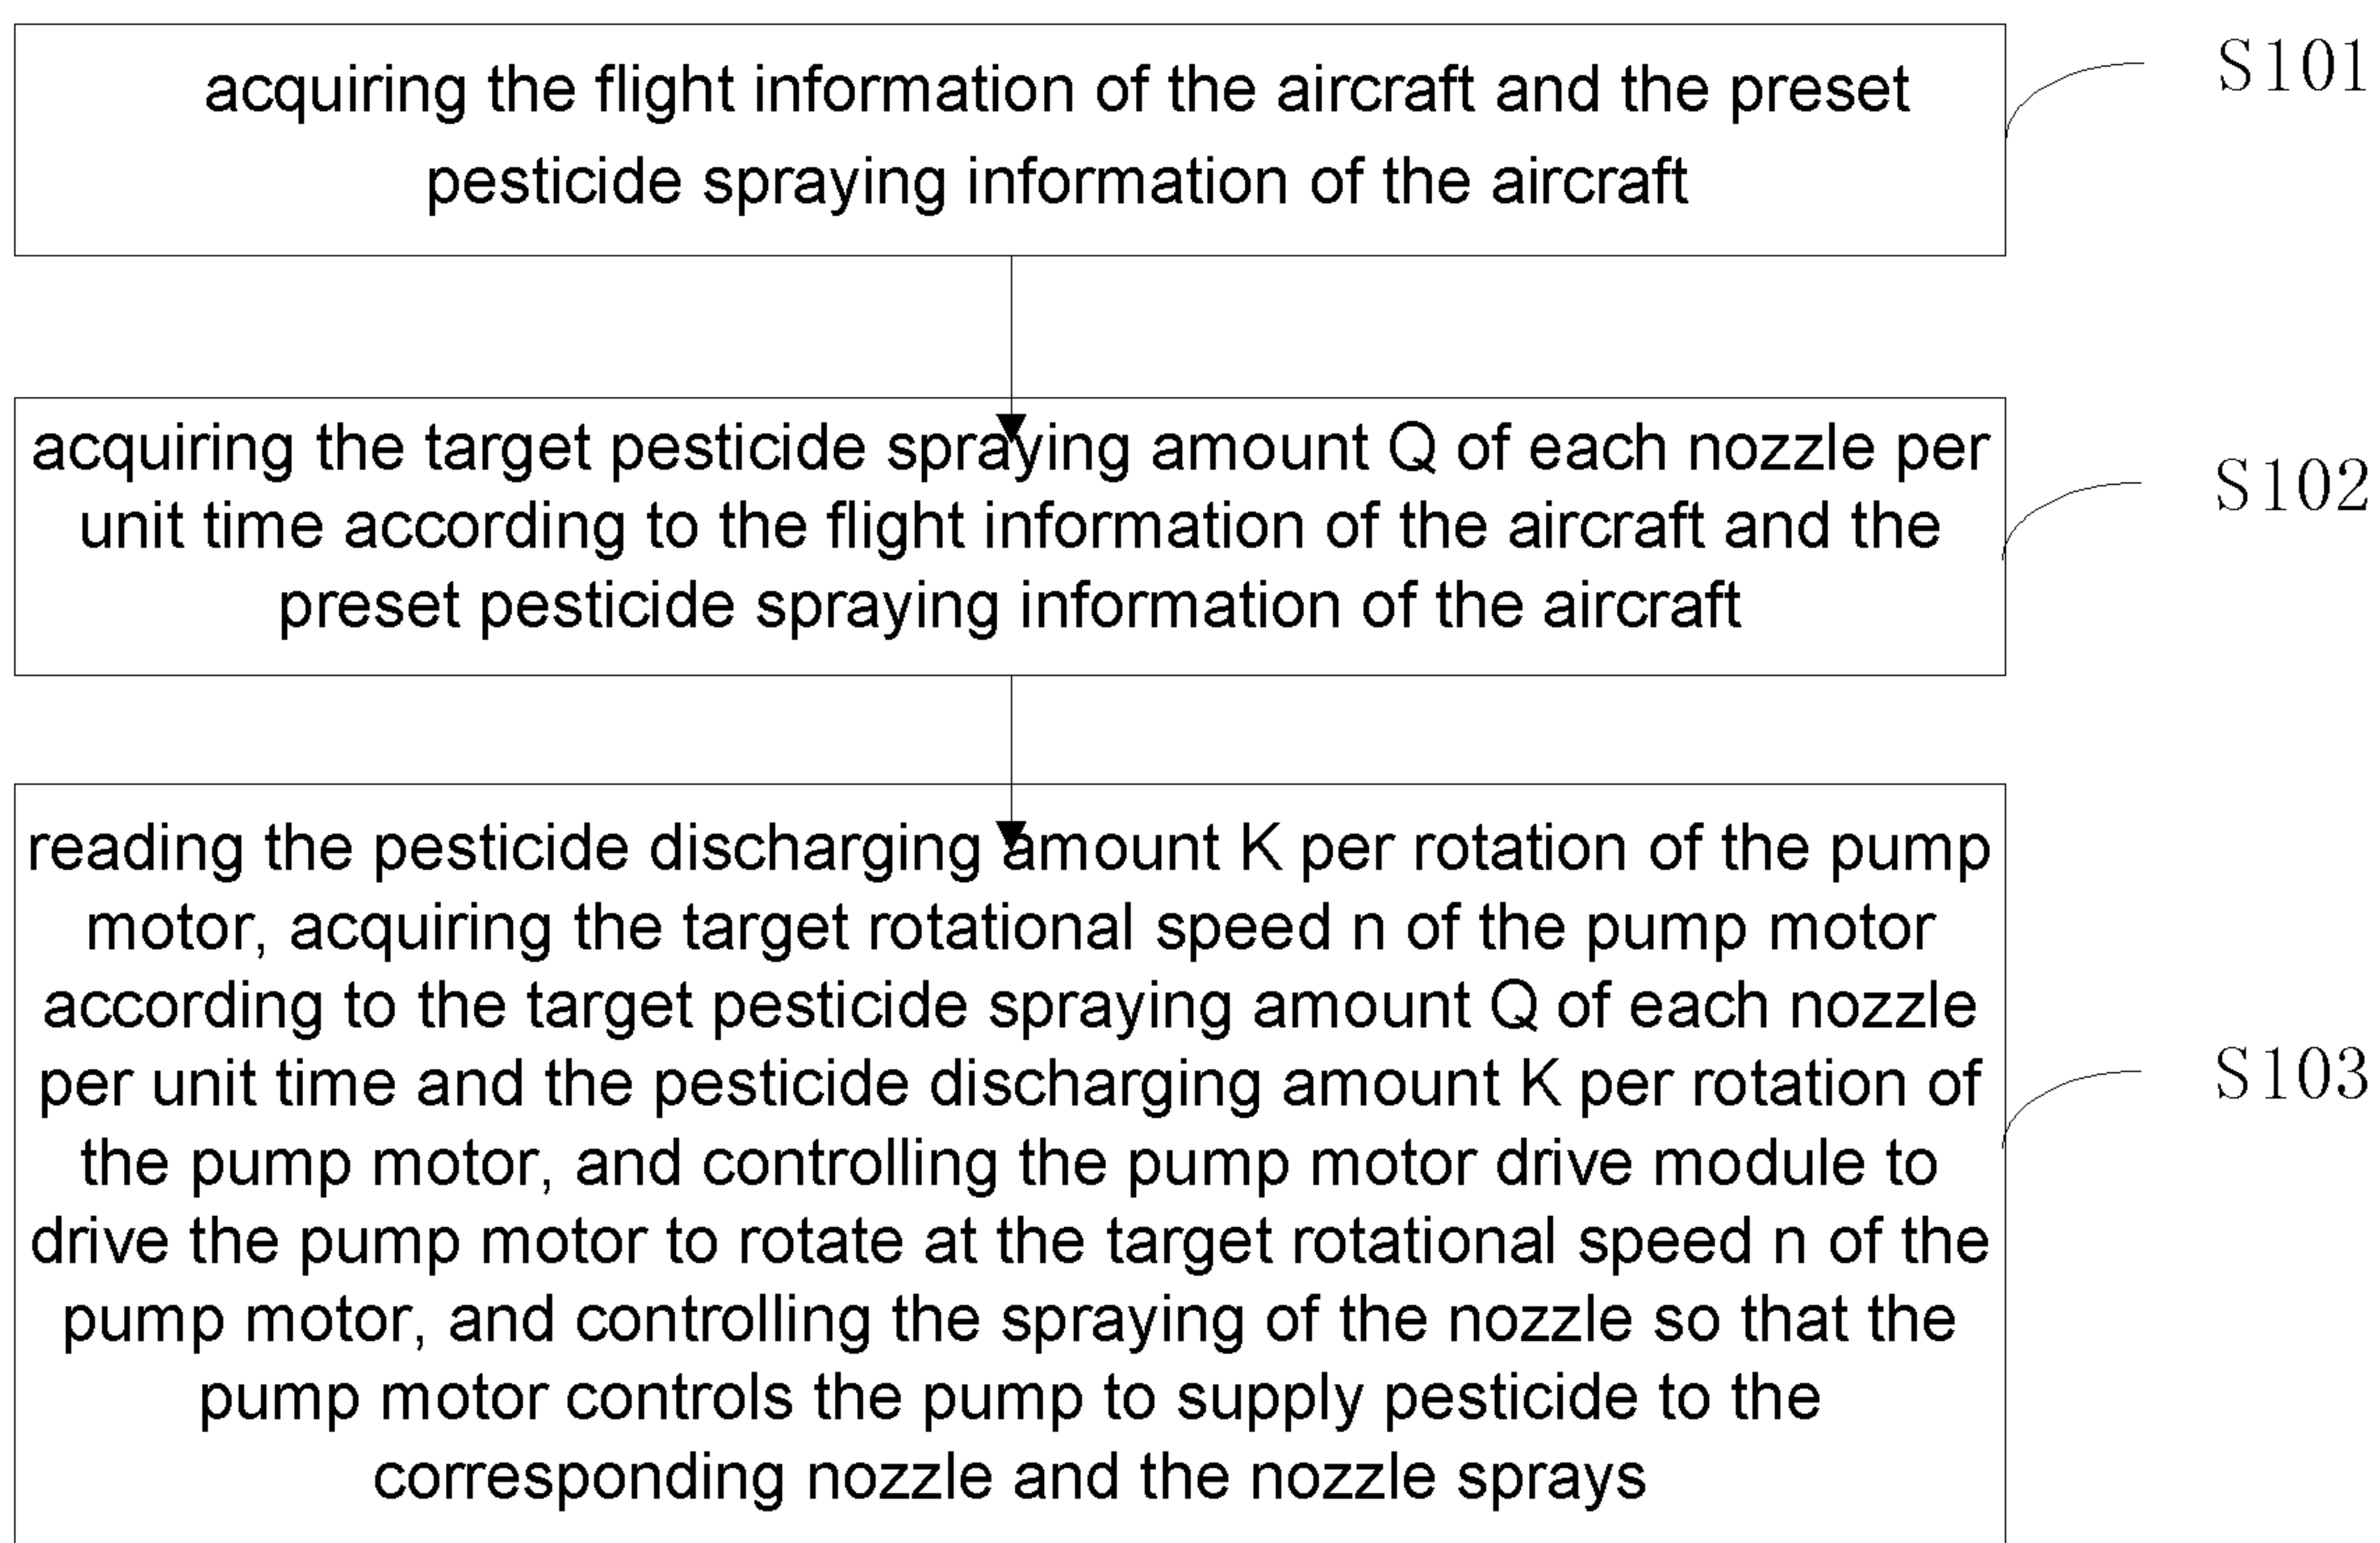 acquiring the flight information of the aircraft and the preset
pesticide spraying information of the aircraft
S101
acquiring the target pesticide spraying amount Q of each nozzle per
unit time according to the flight information of the aircraft and the
preset pesticide spraying information of the aircraft
S102
reading the pesticide discharging amount K per rotation of the pump
motor, acquiring the target rotational speed n of the pump motor
according to the target pesticide spraying amount Q of each nozzle
per unit time and the pesticide discharging amount K per rotation of
the pump motor, and controlling the pump motor drive module to
drive the pump motor to rotate at the target rotational speed n of the
pump motor, and controlling the spraying of the nozzle so that the
pump motor controls the pump to supply pesticide to the
corresponding nozzle and the nozzle sprays
S103